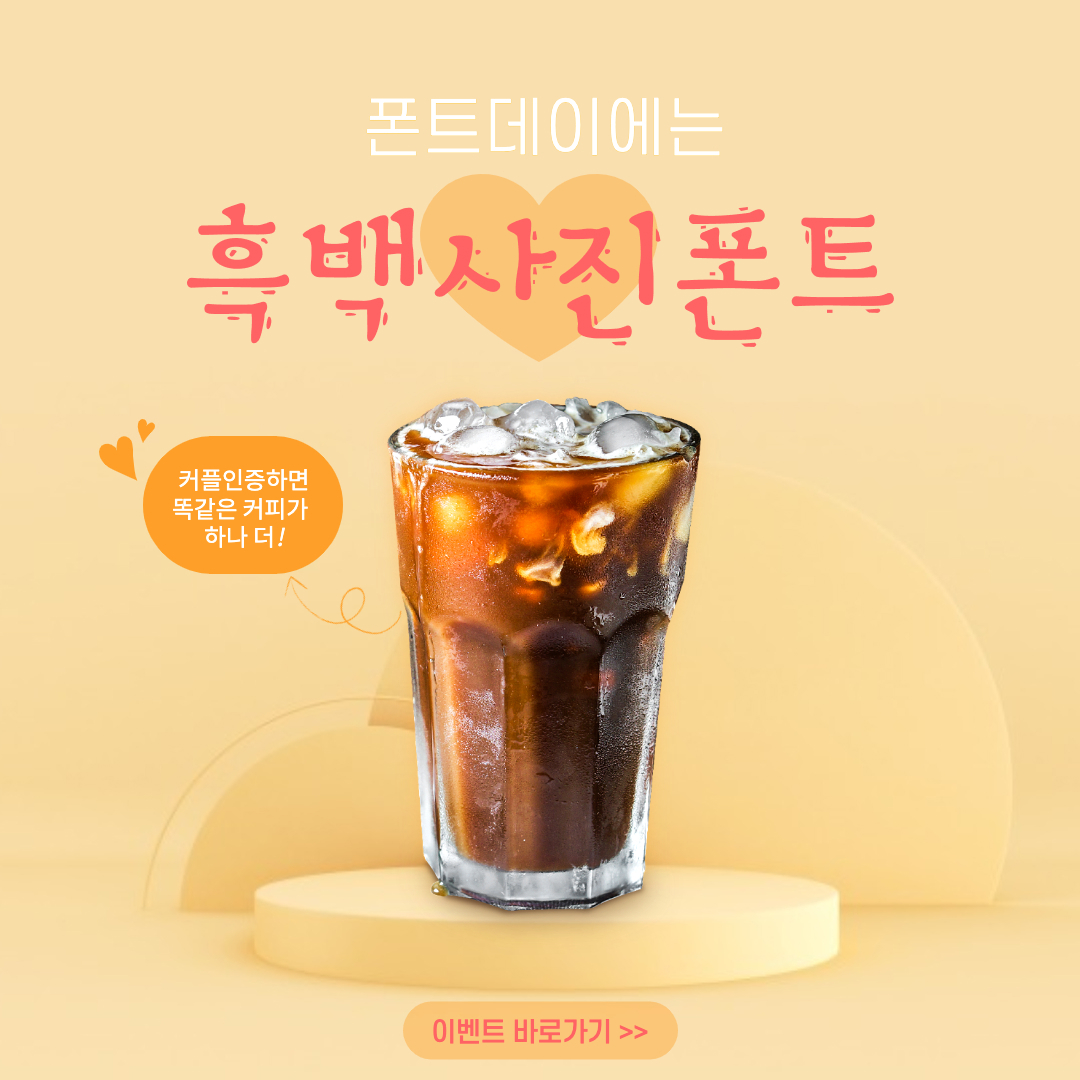 폰트데이에는
흑백사진폰트
커플인증하면
똑같은 커피가
하나 더!
이벤트 바로가기 >>